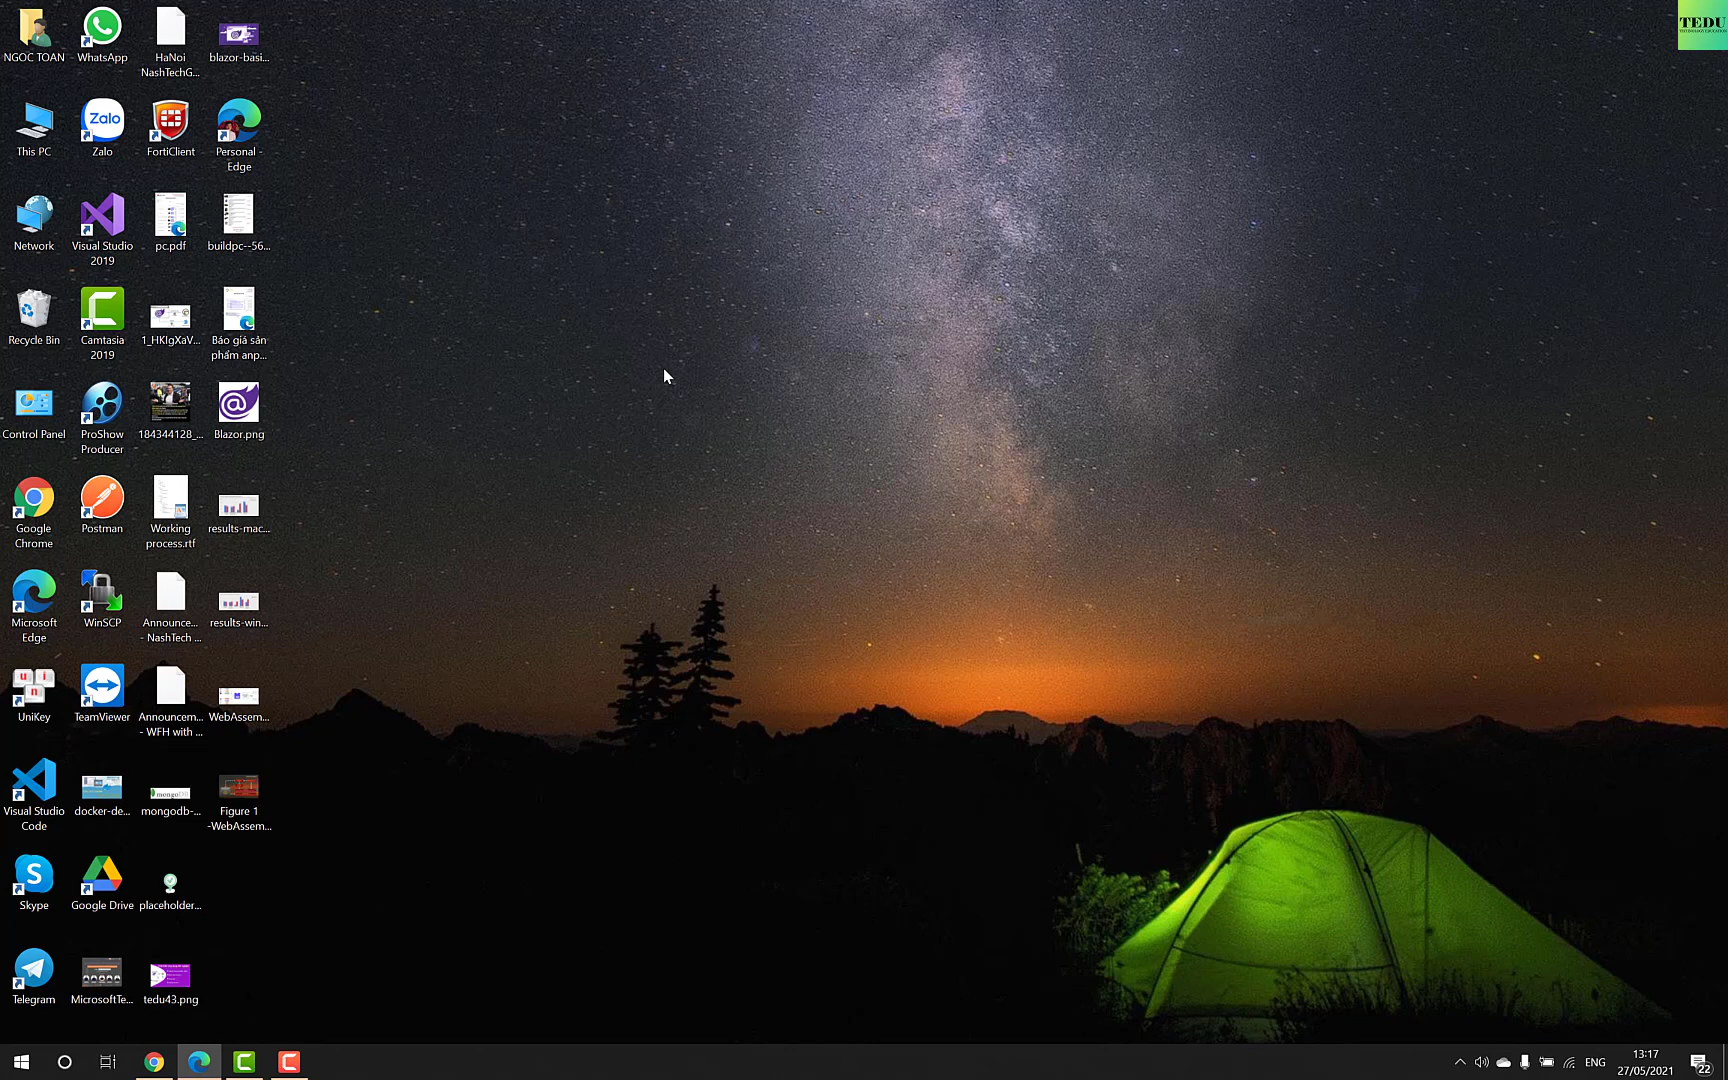 NGOC TOAN
WhatsApp
HaNoi
NashTechG...
blazor-basi...
TEDU
This PC
Zalo
Zalo
FortiClient
Personal -
Edge
Network
Visual Studio
2019
pc.pdf
buildpc--56...
Recycle Bin
Camtasia
2019
1_HKIgXaV...
Báo giá sản
phẩm anp...
Control Panel
ProShow
Producer
184344128_...
Blazor.png
Google
Chrome
Postman
Working
process.rtf
results-mac...
Microsoft
Edge
WinSCP
Announce...
- NashTech ...
results-win...
UniKey
TeamViewer
Announcem...
- WFH with ...
WebAssem...
Visual Studio
Code
docker-de...
mongodb-...
Figure 1
-WebAssem...
Skype
Google Drive
placeholder...
Telegram
MicrosoftTe...
tedu43.png
ENG
13:17
27/05/2021
22